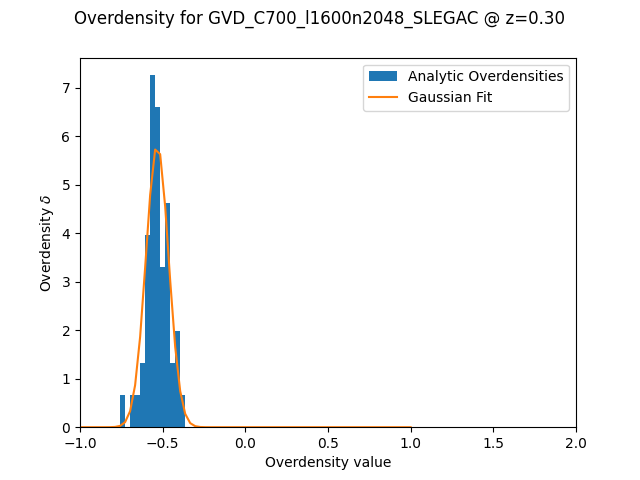 Overdensity for GVD_C700_l1600n2048_SLEGAC @ z=0.30
Analytic Overdensities
Gaussian Fit
Overdensity δ
7
6
5
4
3
2
1
0
−1.0 −0.5 0.0 0.5 1.0 1.5 2.0
Overdensity value